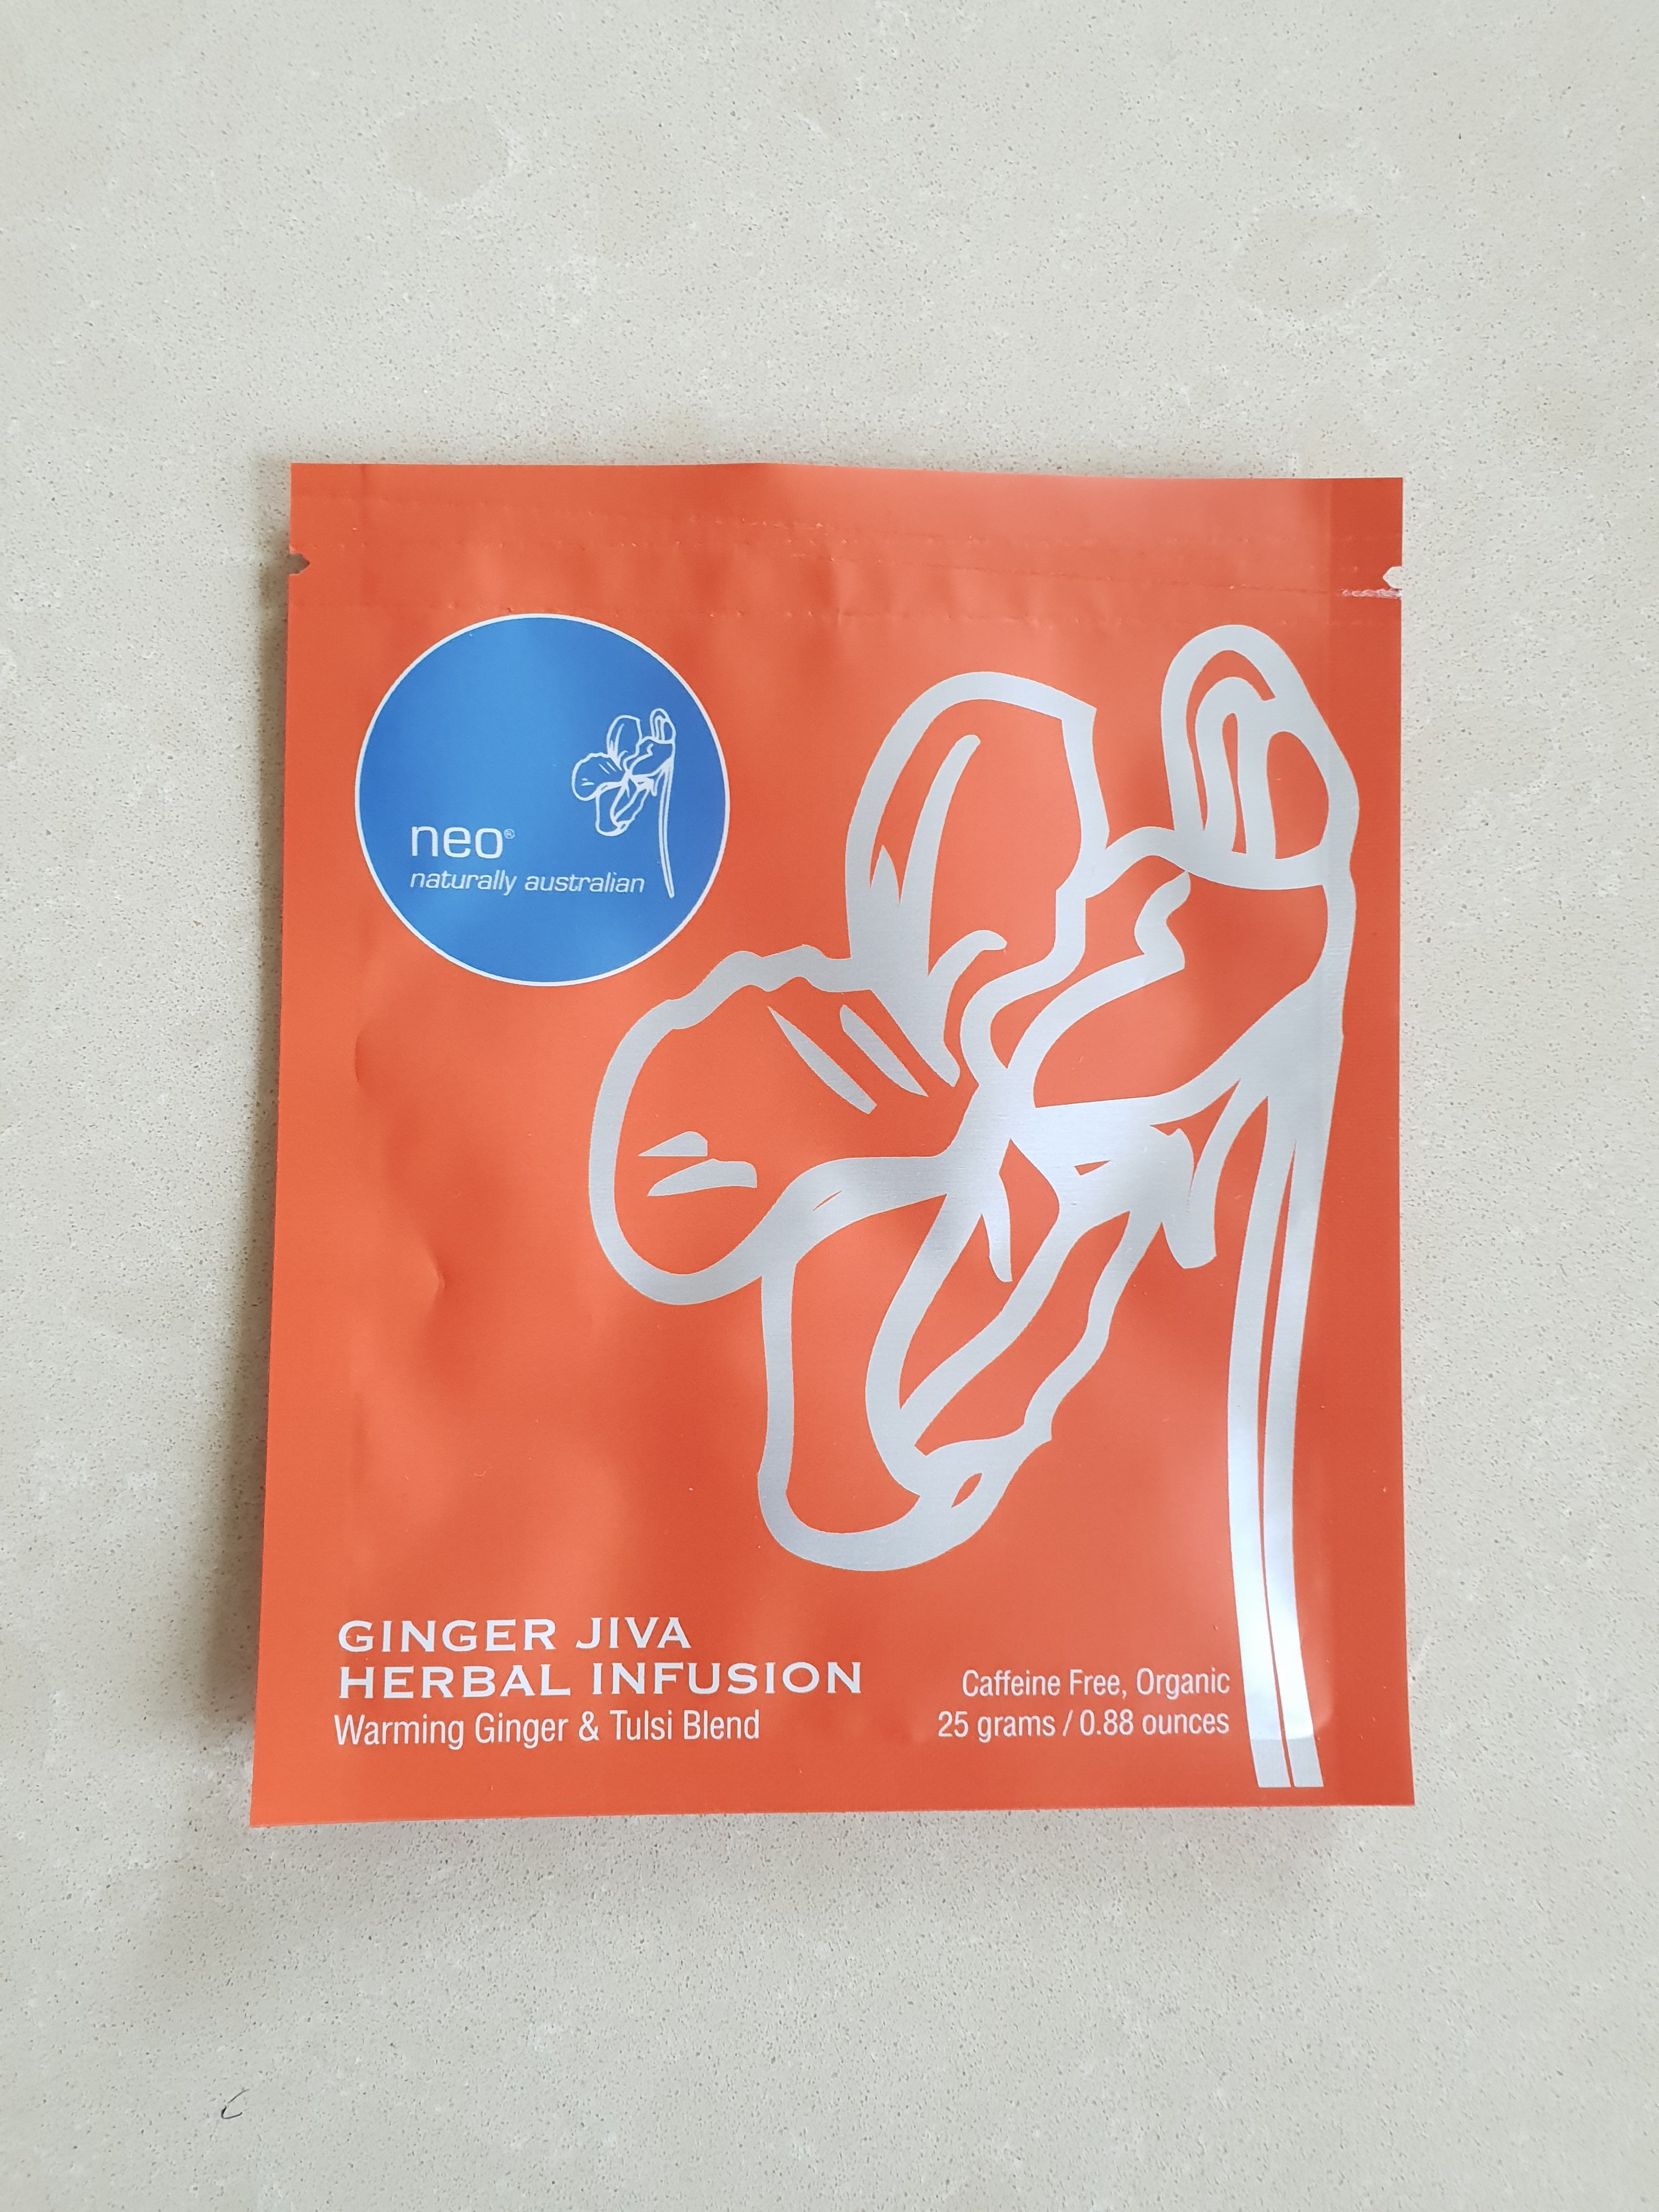 neo®
naturally australian
GINGER JIVA
HERBAL INFUSION
Warming Ginger & Tulsi Blend
Caffeine Free, Organic
25 grams / 0.88 ounces